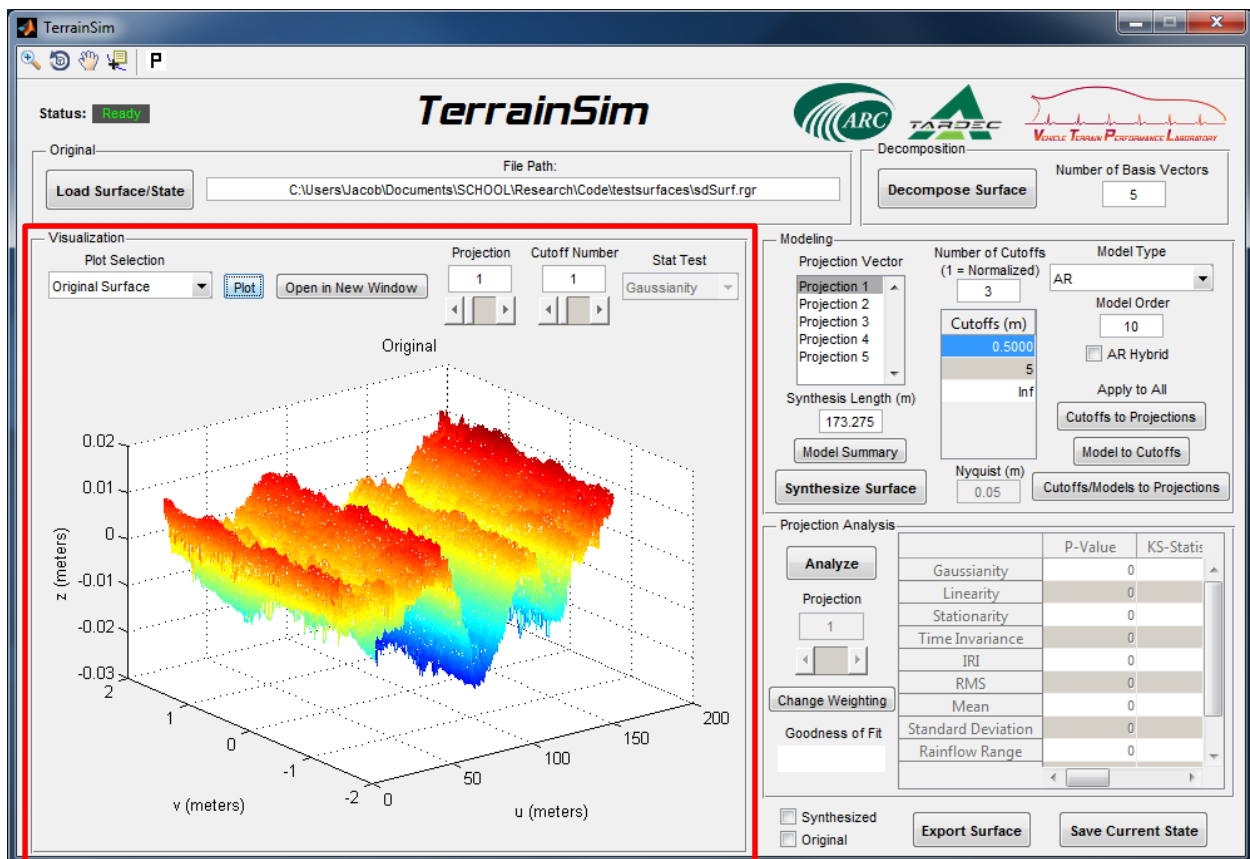 TerrainSim
P
Status: Ready
TerrainSim
ARC
TARDEC
VEHICLE TERRAIN PERFORMANCE LABORATORY
Original
File Path:
Load Surface/State
C:\Users\Jacob\Documents\SCHOOL\Research\Code\testsurfaces\sdSurf.rgr
Decomposition
Decompose Surface
Number of Basis Vectors
5
Visualization
Plot Selection
Original Surface
Plot
Open in New Window
Projection
1
Cutoff Number
1
Stat Test
Gaussianity
Original
0.02
0.01
0
-0.01
-0.02
-0.03
z (meters)
2
1
0
-1
-2
v (meters)
0
50
100
150
200
u (meters)
Modeling
Projection Vector
Projection 1
Projection 2
Projection 3
Projection 4
Projection 5
Synthesis Length (m)
173.275
Model Summary
Synthesize Surface
Number of Cutoffs
(1 = Normalized)
3
Cutoffs (m)
0.5000
5
Inf
Nyquist (m)
0.05
Model Type
AR
Model Order
10
AR Hybrid
Apply to All
Cutoffs to Projections
Model to Cutoffs
Cutoffs/Models to Projections
Projection Analysis
Analyze
Projection
1
Change Weighting
Goodness of Fit
P-Value KS-Statis
Gaussianity 0
Linearity 0
Stationarity 0
Time Invariance 0
IRI 0
RMS 0
Mean 0
Standard Deviation 0
Rainflow Range 0
Synthesized
Original
Export Surface
Save Current State